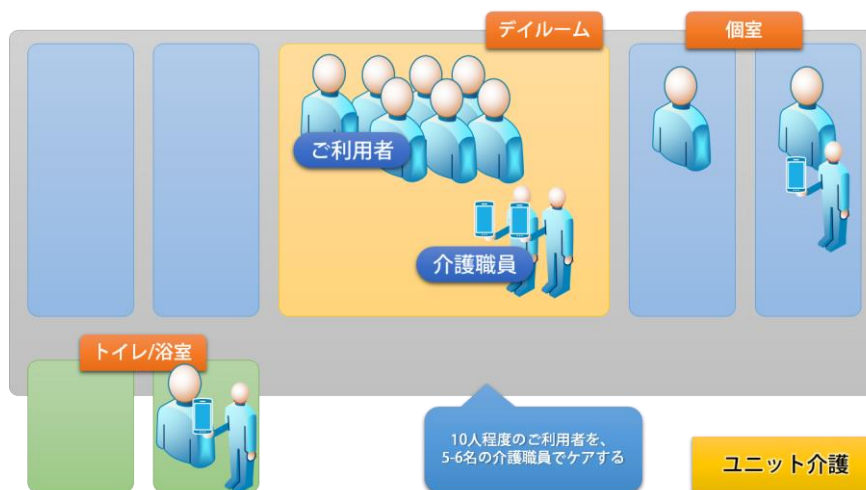 デイルーム
個室
ご利用者
介護職員
トイレ/浴室
10人程度のご利用者を、
5-6名の介護職員でケアする
ユニット介護